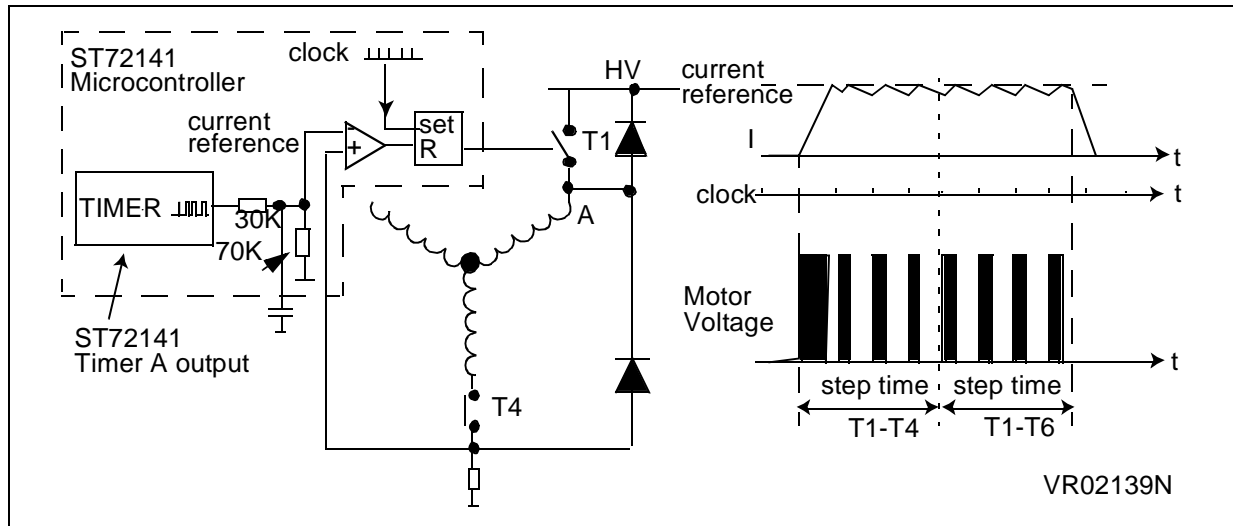 ST72141
Microcontroller
clock
HV
current
reference
current
reference
set
R
T1
-
+
TIMER
30K
70K
A
ST72141
Timer A output
T4
I
t
clock
t
Motor
Voltage
t
step time
step time
T1-T4
T1-T6
VR02139N